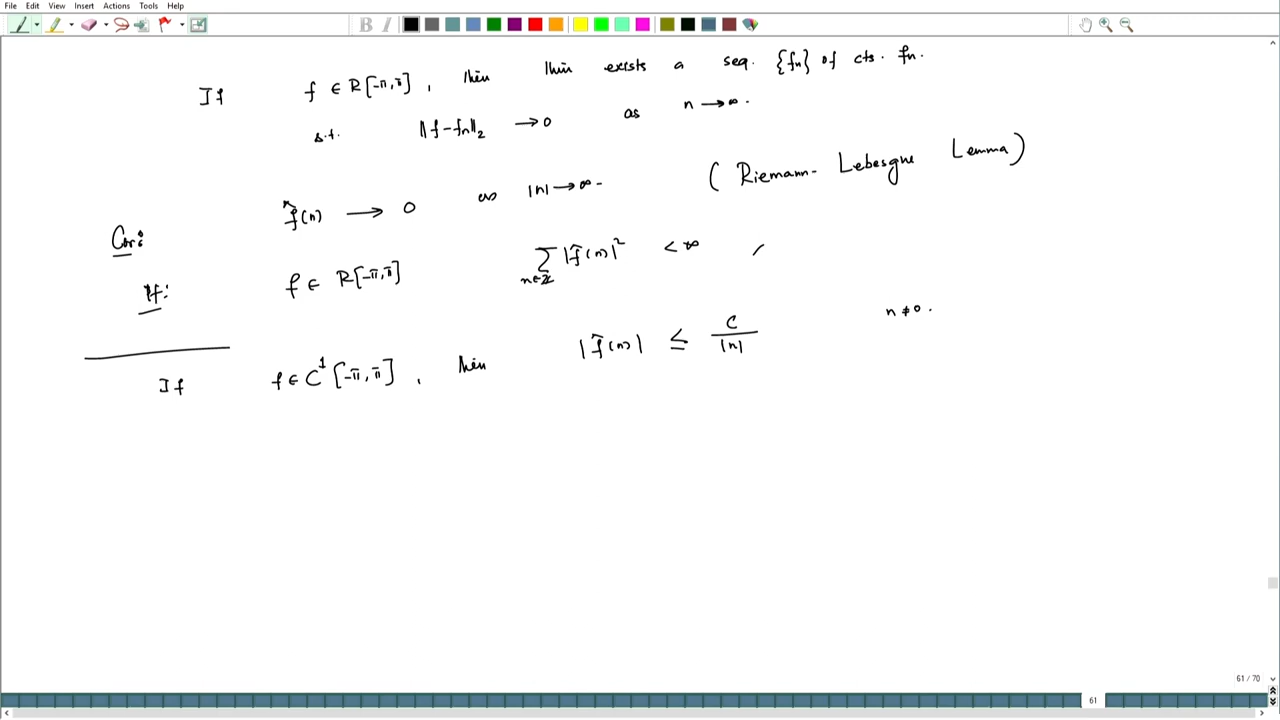 File Edit View Insert Actions Tools Help
If f ∈ R[-π,π], then there exists a seq. {fn} of cts. fn.
s.t. ||f-fn||₂ → 0 as n → ∞.
Cor: f̂(n) → 0 as |n| → ∞. (Riemann-Lebesgue Lemma)
Pf: f ∈ R[-π,π] ∑_{n∈ℤ} |f̂(n)|² < ∞
If f ∈ C¹[-π,π], then |f̂(n)| ≤ C/|n| n ≠ 0.
61 / 70
61